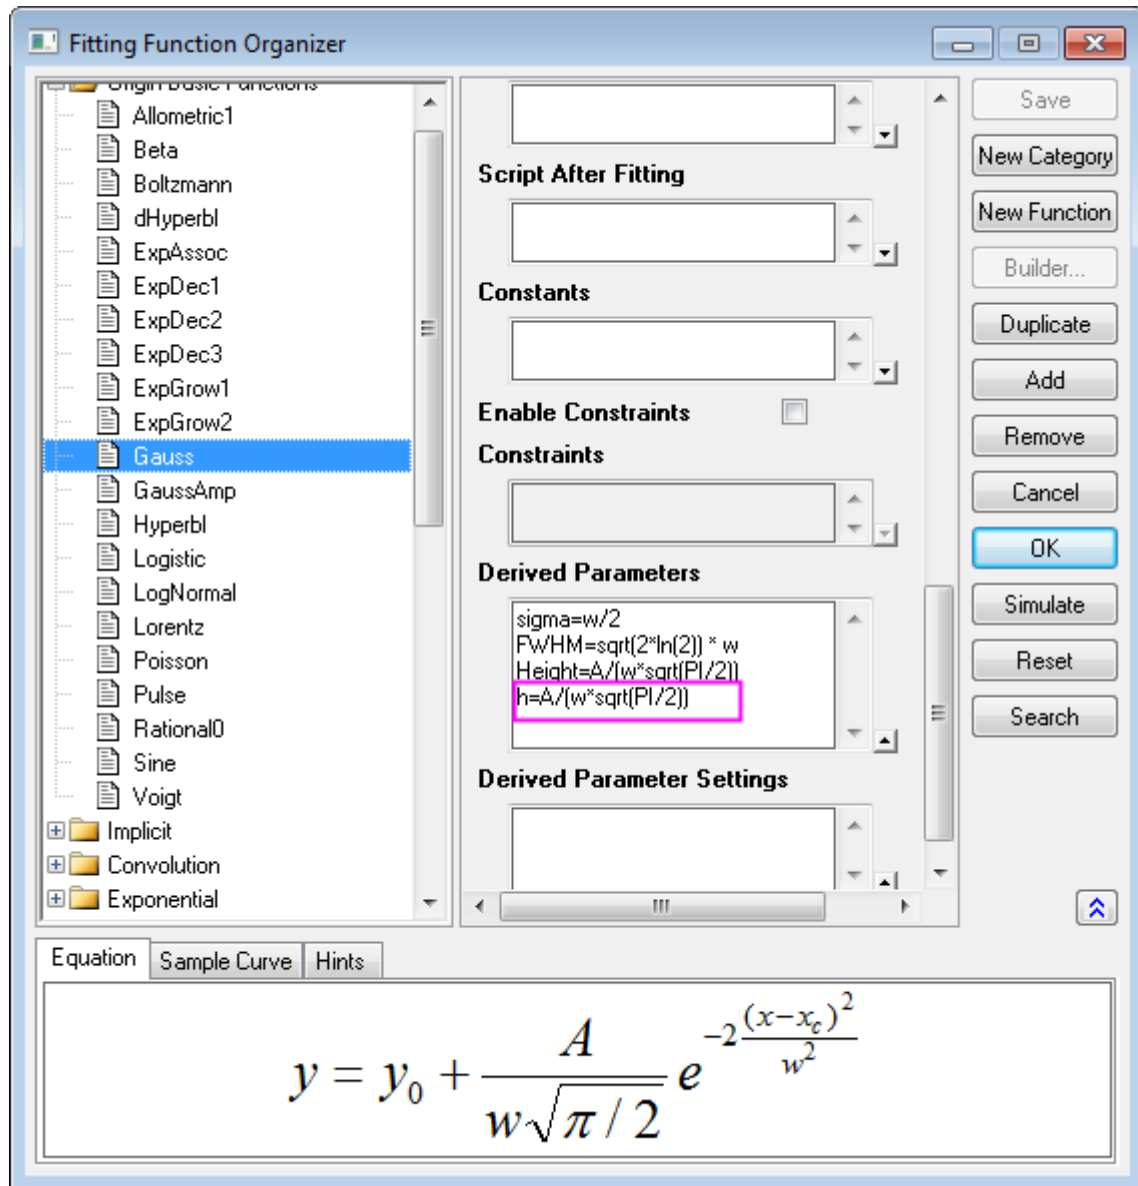 Fitting Function Organizer
Origin Basic Functions
Allometric1
Beta
Boltzmann
dHyperbl
ExpAssoc
ExpDec1
ExpDec2
ExpDec3
ExpGrow1
ExpGrow2
Gauss
GaussAmp
Hyperbl
Logistic
LogNormal
Lorentz
Poisson
Pulse
Rational0
Sine
Voigt
Implicit
Convolution
Exponential
Script After Fitting
Constants
Enable Constraints
Constraints
Derived Parameters
sigma=w/2
FWHM=sqrt(2*ln(2)) * w
Height=A/(w*sqrt(PI/2))
h=A/(w*sqrt(PI/2))
Derived Parameter Settings
Save
New Category
New Function
Builder...
Duplicate
Add
Remove
Cancel
OK
Simulate
Reset
Search
Equation Sample Curve Hints
y = y₀ + A / (w√(π / 2)) e^(-2(x-x_c)²/w²)